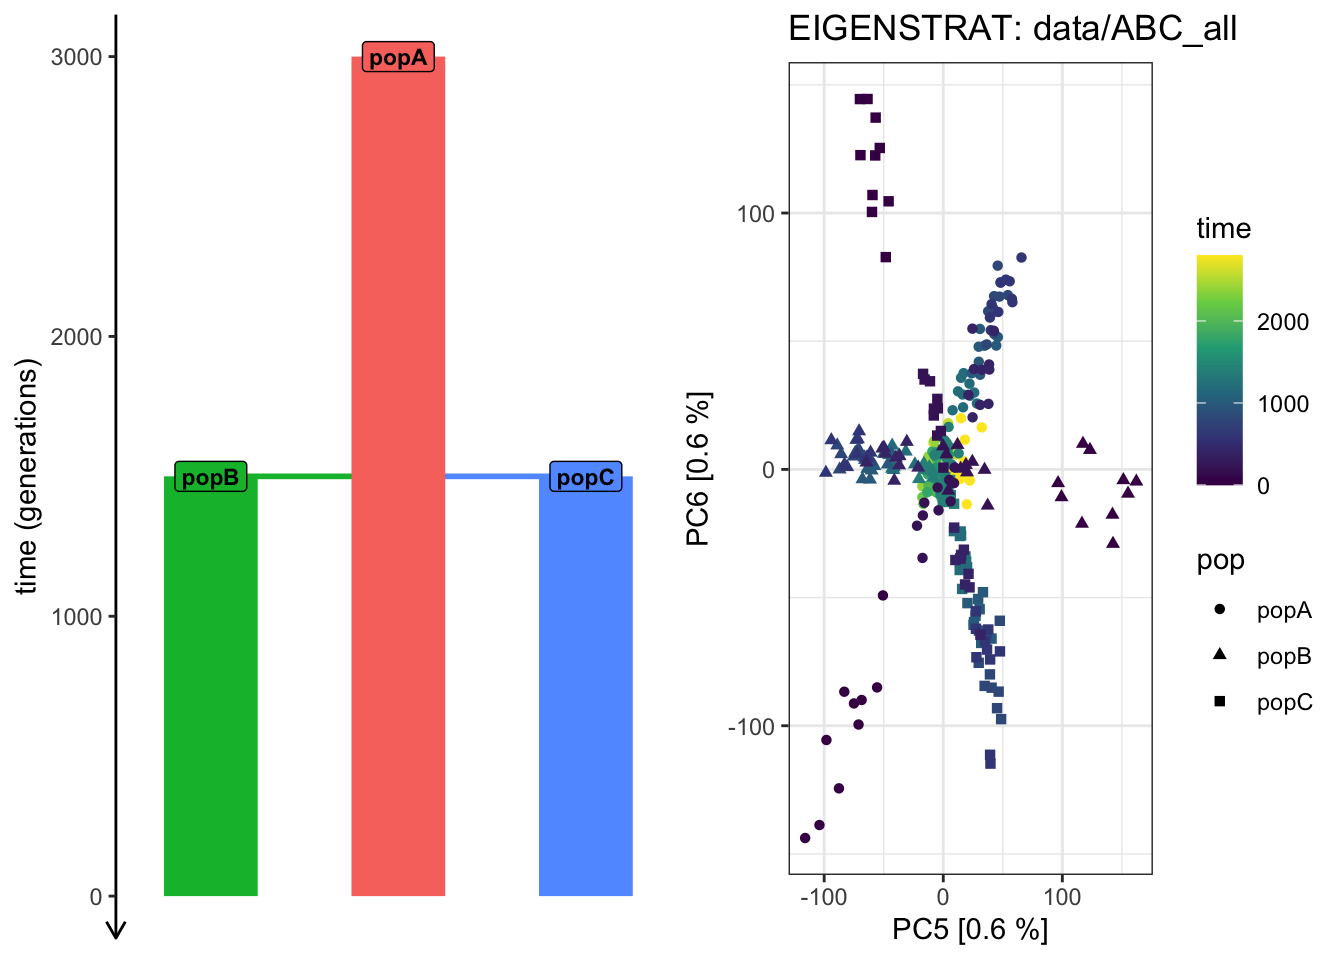 time (generations)
3000
2000
1000
0
popA
popB
popC
EIGENSTRAT: data/ABC_all
PC6 [0.6 %]
100
0
-100
-100
0
100
PC5 [0.6 %]
time
2000
1000
0
pop
popA
popB
popC